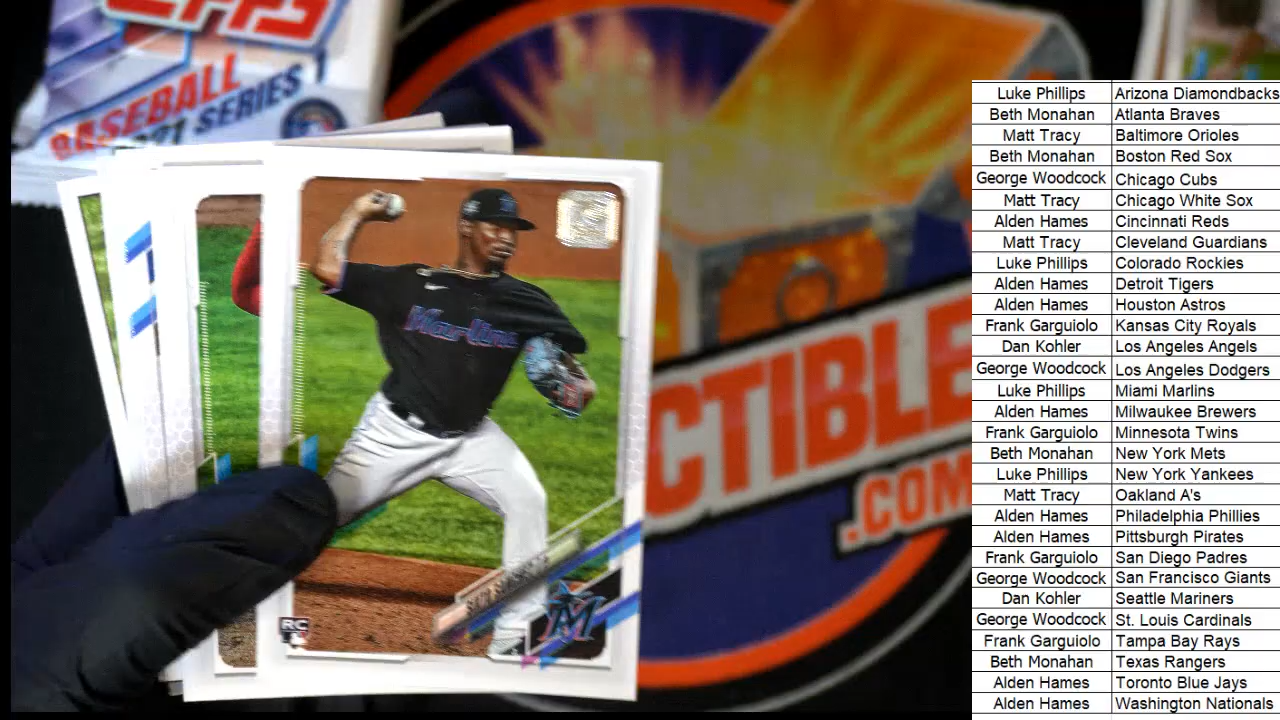 TOPPS
BASEBALL
2021 SERIES 1
Marlins
RC
M
CTIBLE
.COM
Luke Phillips Arizona Diamondbacks
Beth Monahan Atlanta Braves
Matt Tracy Baltimore Orioles
Beth Monahan Boston Red Sox
George Woodcock Chicago Cubs
Matt Tracy Chicago White Sox
Alden Hames Cincinnati Reds
Matt Tracy Cleveland Guardians
Luke Phillips Colorado Rockies
Alden Hames Detroit Tigers
Alden Hames Houston Astros
Frank Garguiolo Kansas City Royals
Dan Kohler Los Angeles Angels
George Woodcock Los Angeles Dodgers
Luke Phillips Miami Marlins
Alden Hames Milwaukee Brewers
Frank Garguiolo Minnesota Twins
Beth Monahan New York Mets
Luke Phillips New York Yankees
Matt Tracy Oakland A's
Alden Hames Philadelphia Phillies
Alden Hames Pittsburgh Pirates
Frank Garguiolo San Diego Padres
George Woodcock San Francisco Giants
Dan Kohler Seattle Mariners
George Woodcock St. Louis Cardinals
Frank Garguiolo Tampa Bay Rays
Beth Monahan Texas Rangers
Alden Hames Toronto Blue Jays
Alden Hames Washington Nationals